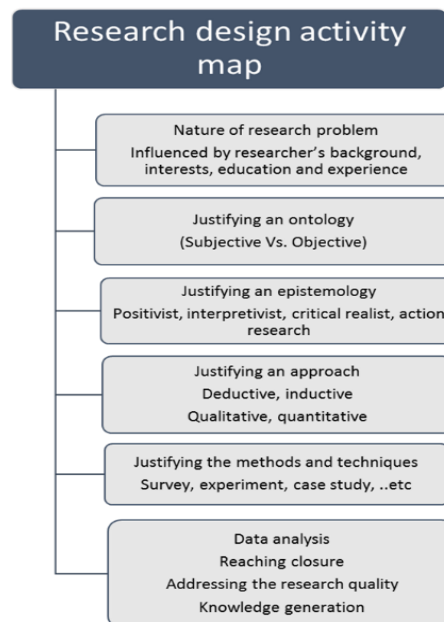 Research design activity
map
Nature of research problem
Influenced by researcher's background,
interests, education and experience
Justifying an ontology
(Subjective Vs. Objective)
Justifying an epistemology
Positivist, interpretivist, critical realist, action
research
Justifying an approach
Deductive, inductive
Qualitative, quantitative
Justifying the methods and techniques
Survey, experiment, case study, ..etc
Data analysis
Reaching closure
Addressing the research quality
Knowledge generation